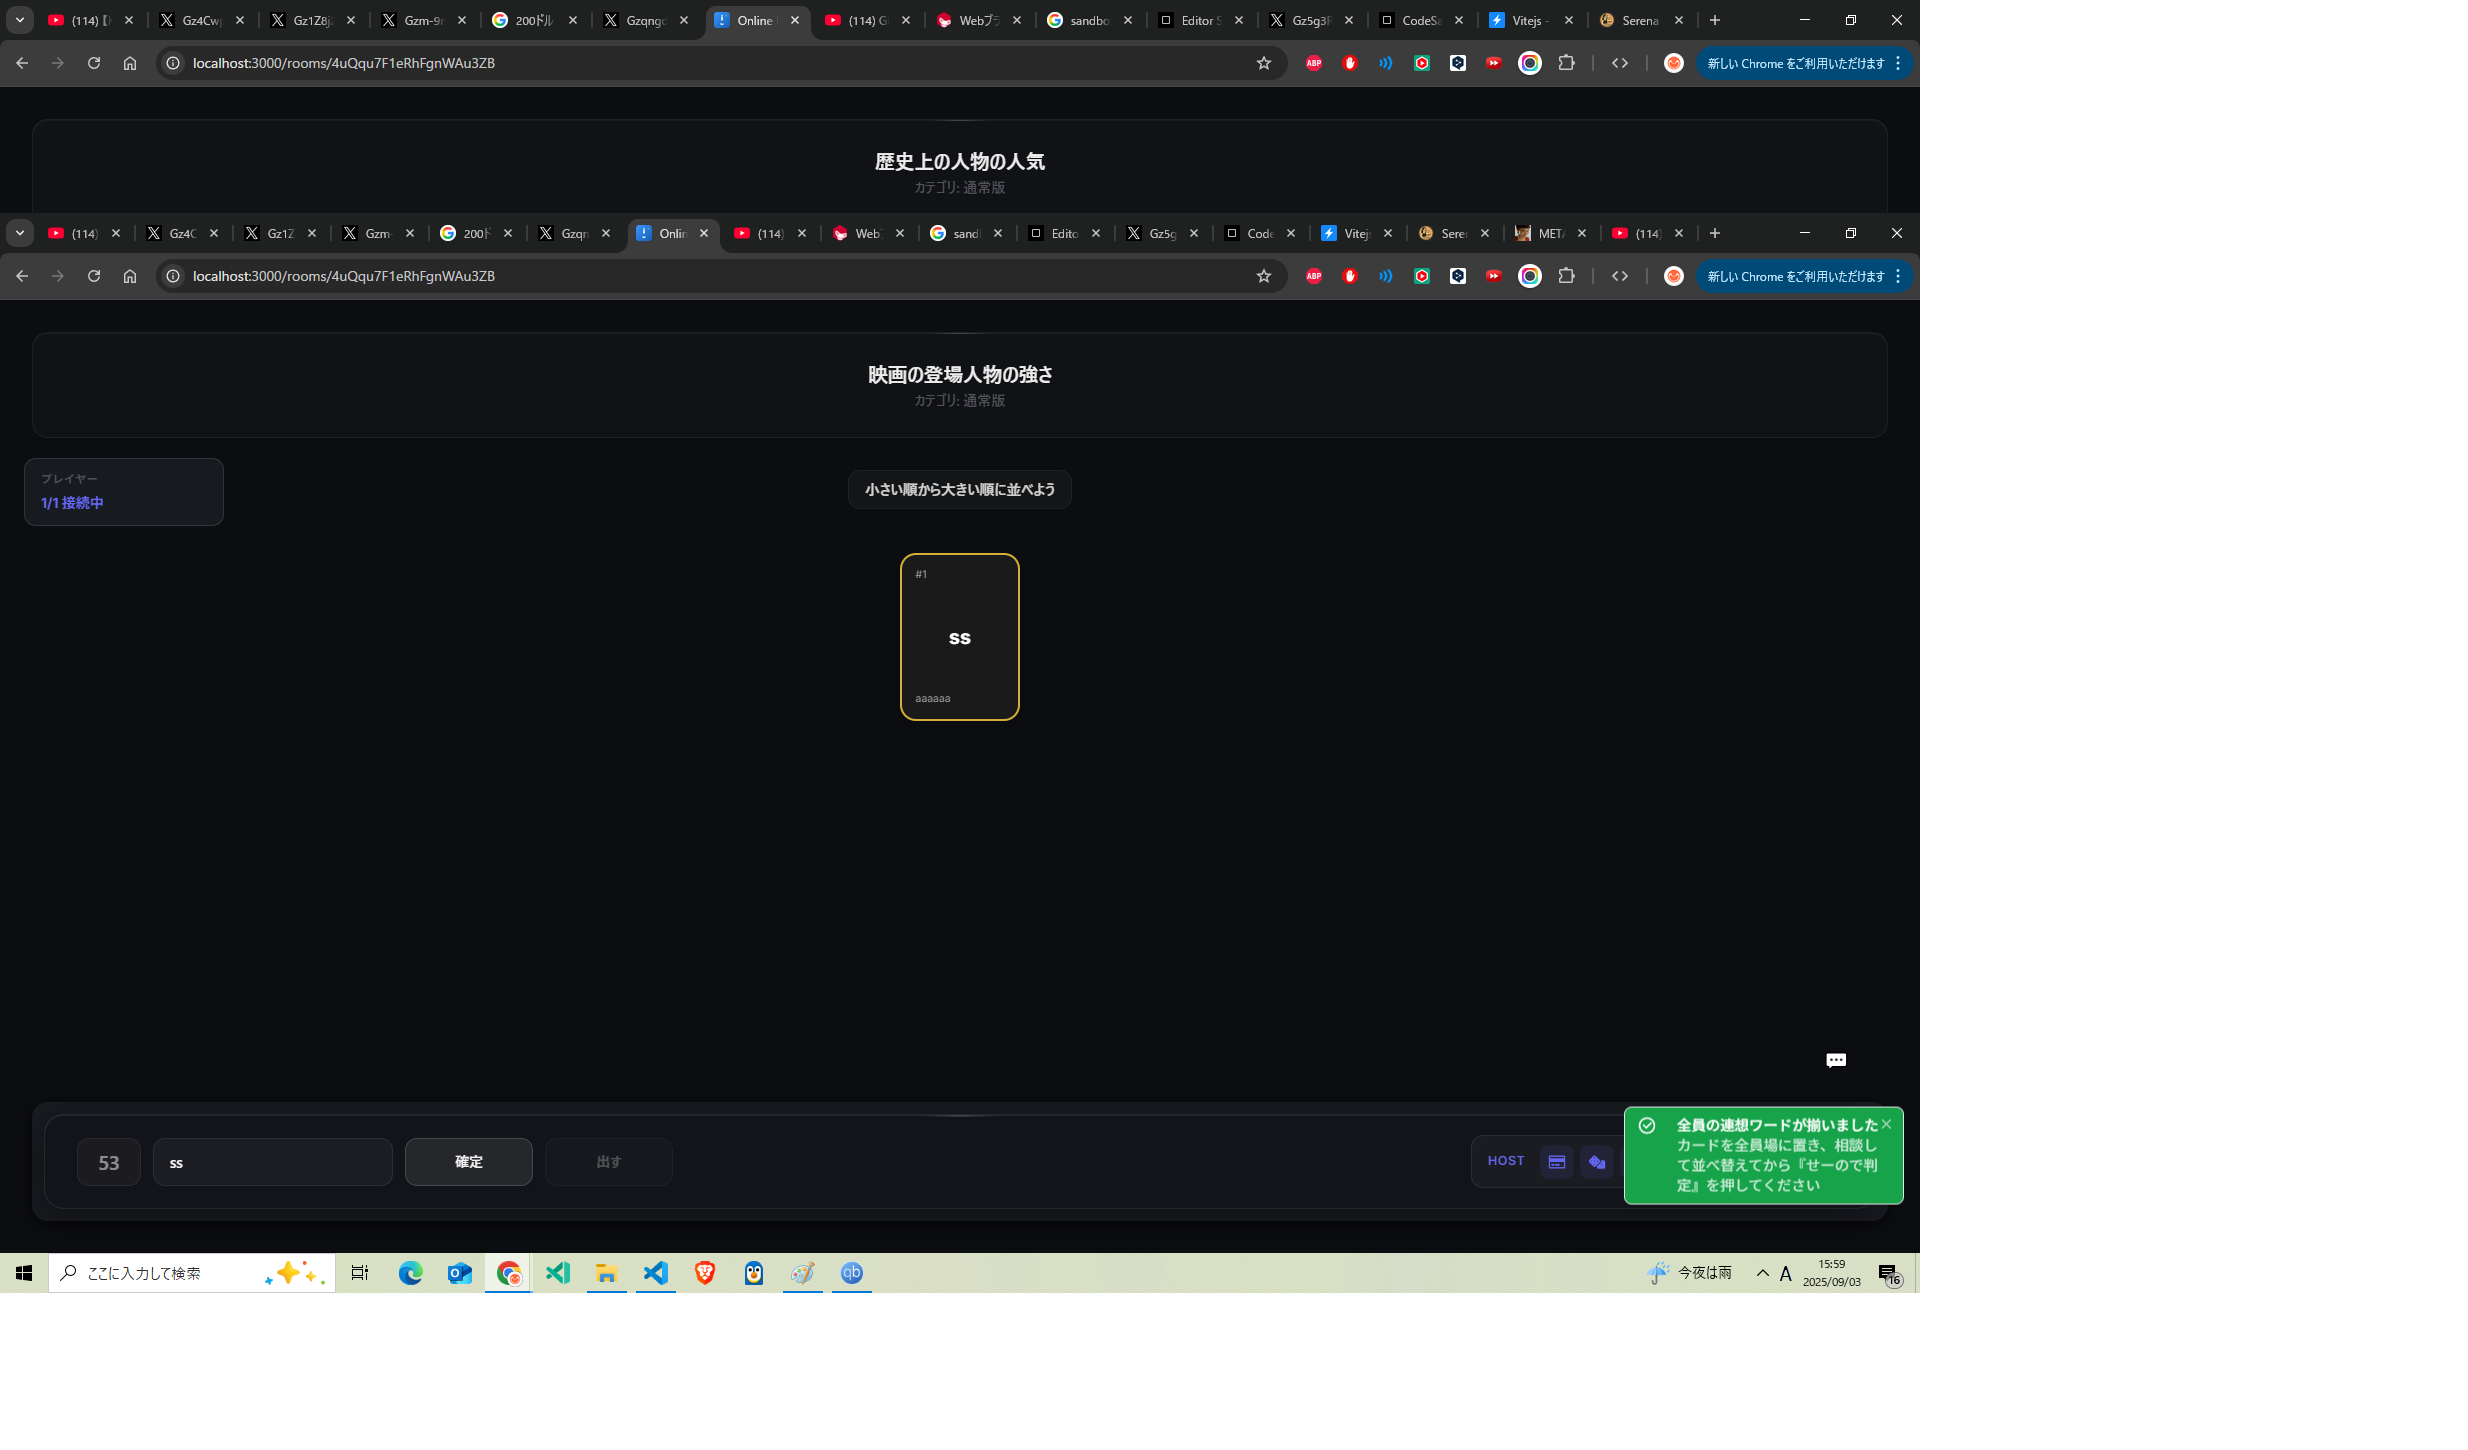 (114) 【
Gz4Cw
Gz1Z8j
Gzm-9r
200ドル
Gzqngd
Online
(114) Gi
Webブラ
sandbo
Editor S
Gz5g3F
CodeSa
Vitejs -
Serena
localhost:3000/rooms/4uQqu7F1eRhFgnWAu3ZB
ABP
新しい Chrome をご利用いただけます
歴史上の人物の人気
カテゴリ: 通常版
(114)
Gz4C
Gz1Z
Gzm-
200ド
Gzqn
Onlin
(114)
Web
sand
Edito
Gz5g
Code
Vitej
Sere
META
(114)
localhost:3000/rooms/4uQqu7F1eRhFgnWAu3ZB
ABP
新しい Chrome をご利用いただけます
映画の登場人物の強さ
カテゴリ: 通常版
プレイヤー
1/1 接続中
小さい順から大きい順に並べよう
#1
ss
aaaaaa
53
ss
確定
出す
HOST
全員の連想ワードが揃いました
カードを全員場に置き、相談し
て並べ替えてから『せーので判
定』を押してください
ここに入力して検索
qb
今夜は雨
A
15:59
2025/09/03
16